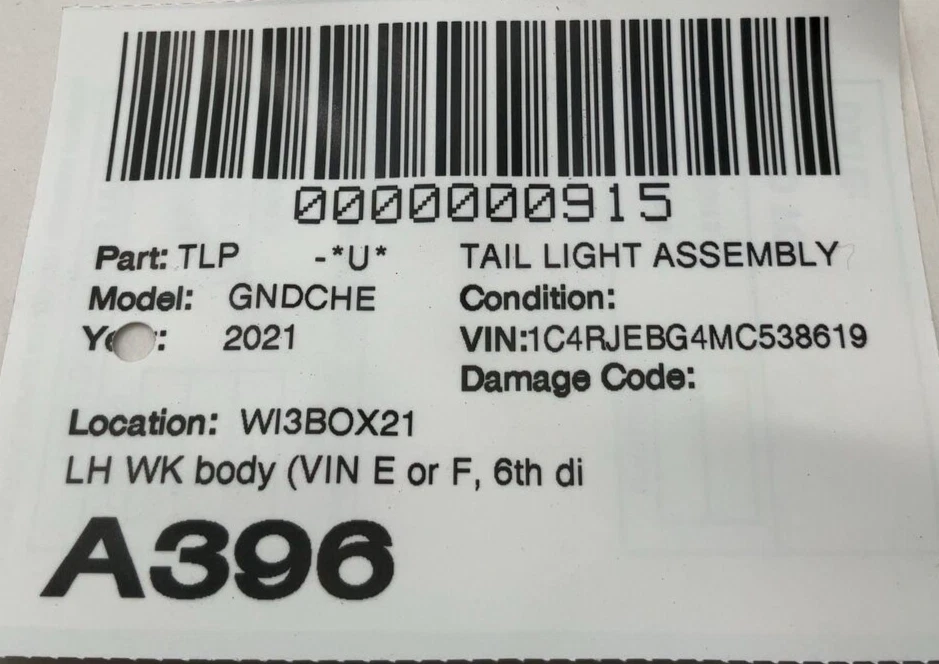 0000000915
Part: TLP -*U* TAIL LIGHT ASSEMBLY
Model: GNDCHE Condition:
2021 VIN:1C4RJEBG4MC538619
Damage Code:
Location: WI3BOX21
LH WK body (VIN E or F, 6th di
A396